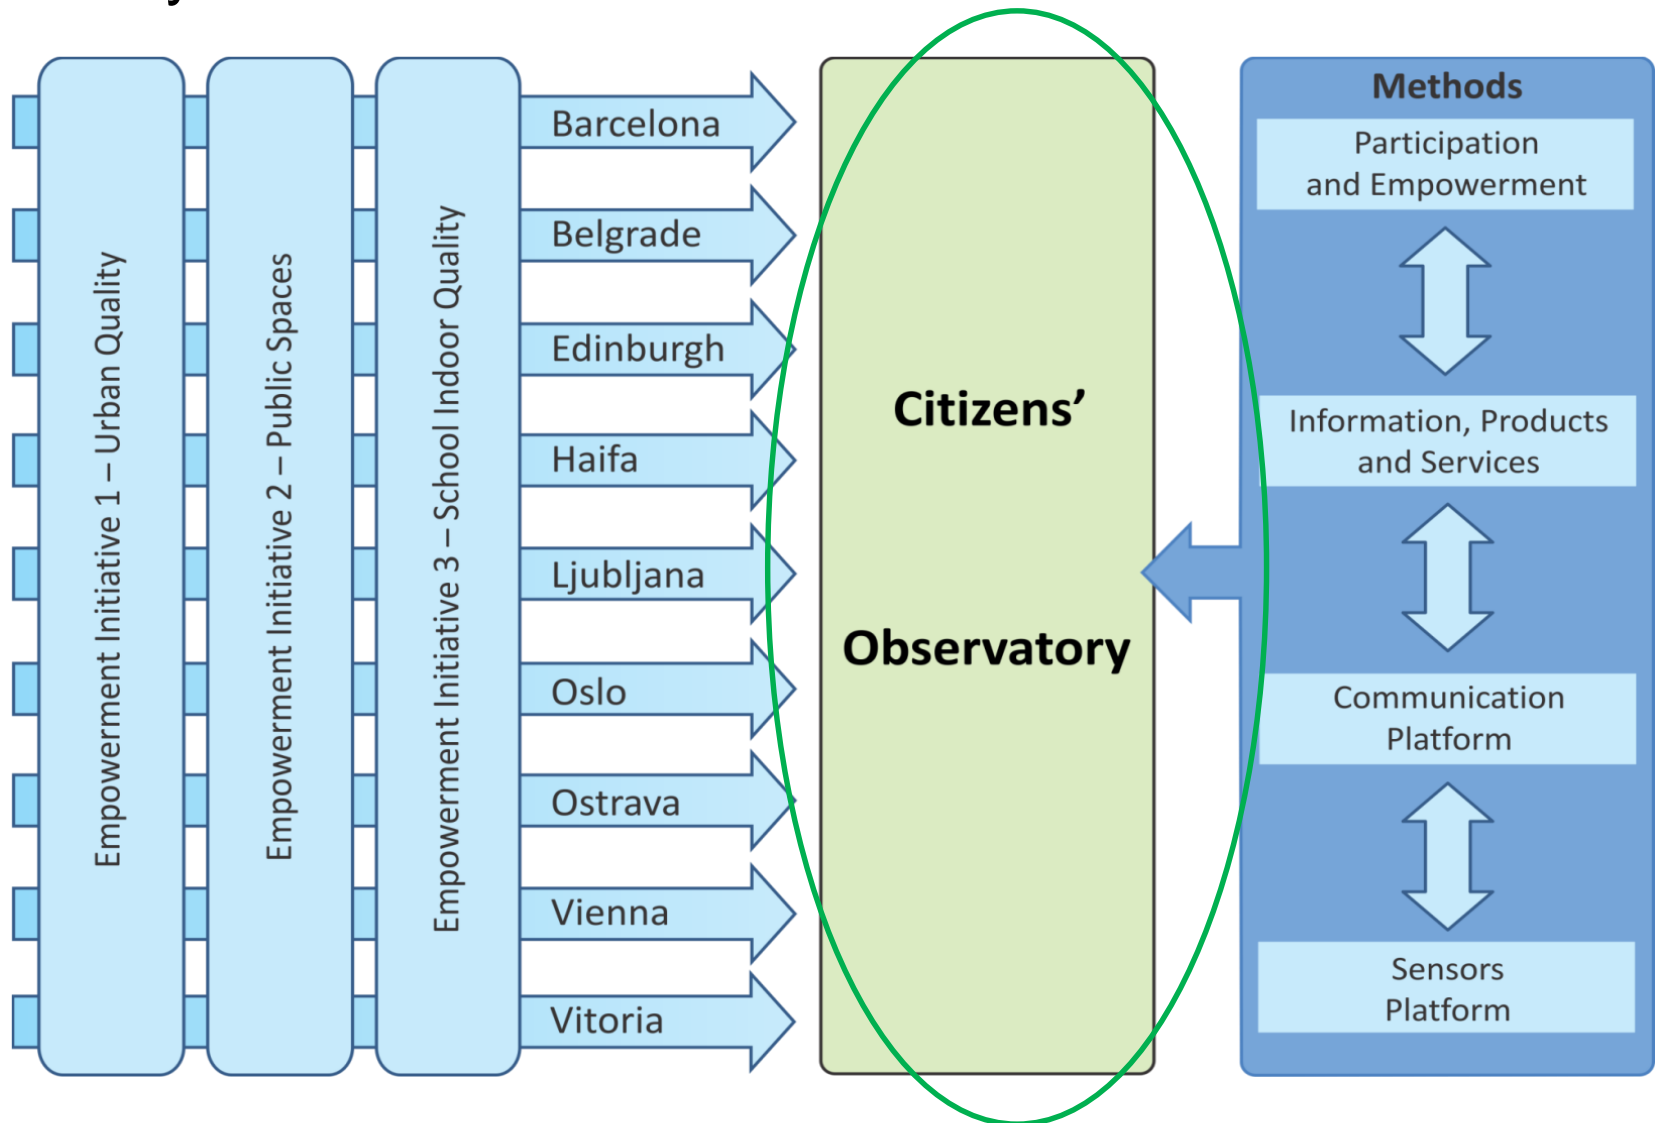 Empowerment Initiative 1 – Urban Quality
Empowerment Initiative 2 – Public Spaces
Empowerment Initiative 3 – School Indoor Quality
Barcelona
Belgrade
Edinburgh
Haifa
Ljubljana
Oslo
Ostrava
Vienna
Vitoria
Citizens’
Observatory
Methods
Participation
and Empowerment
Information, Products
and Services
Communication
Platform
Sensors
Platform